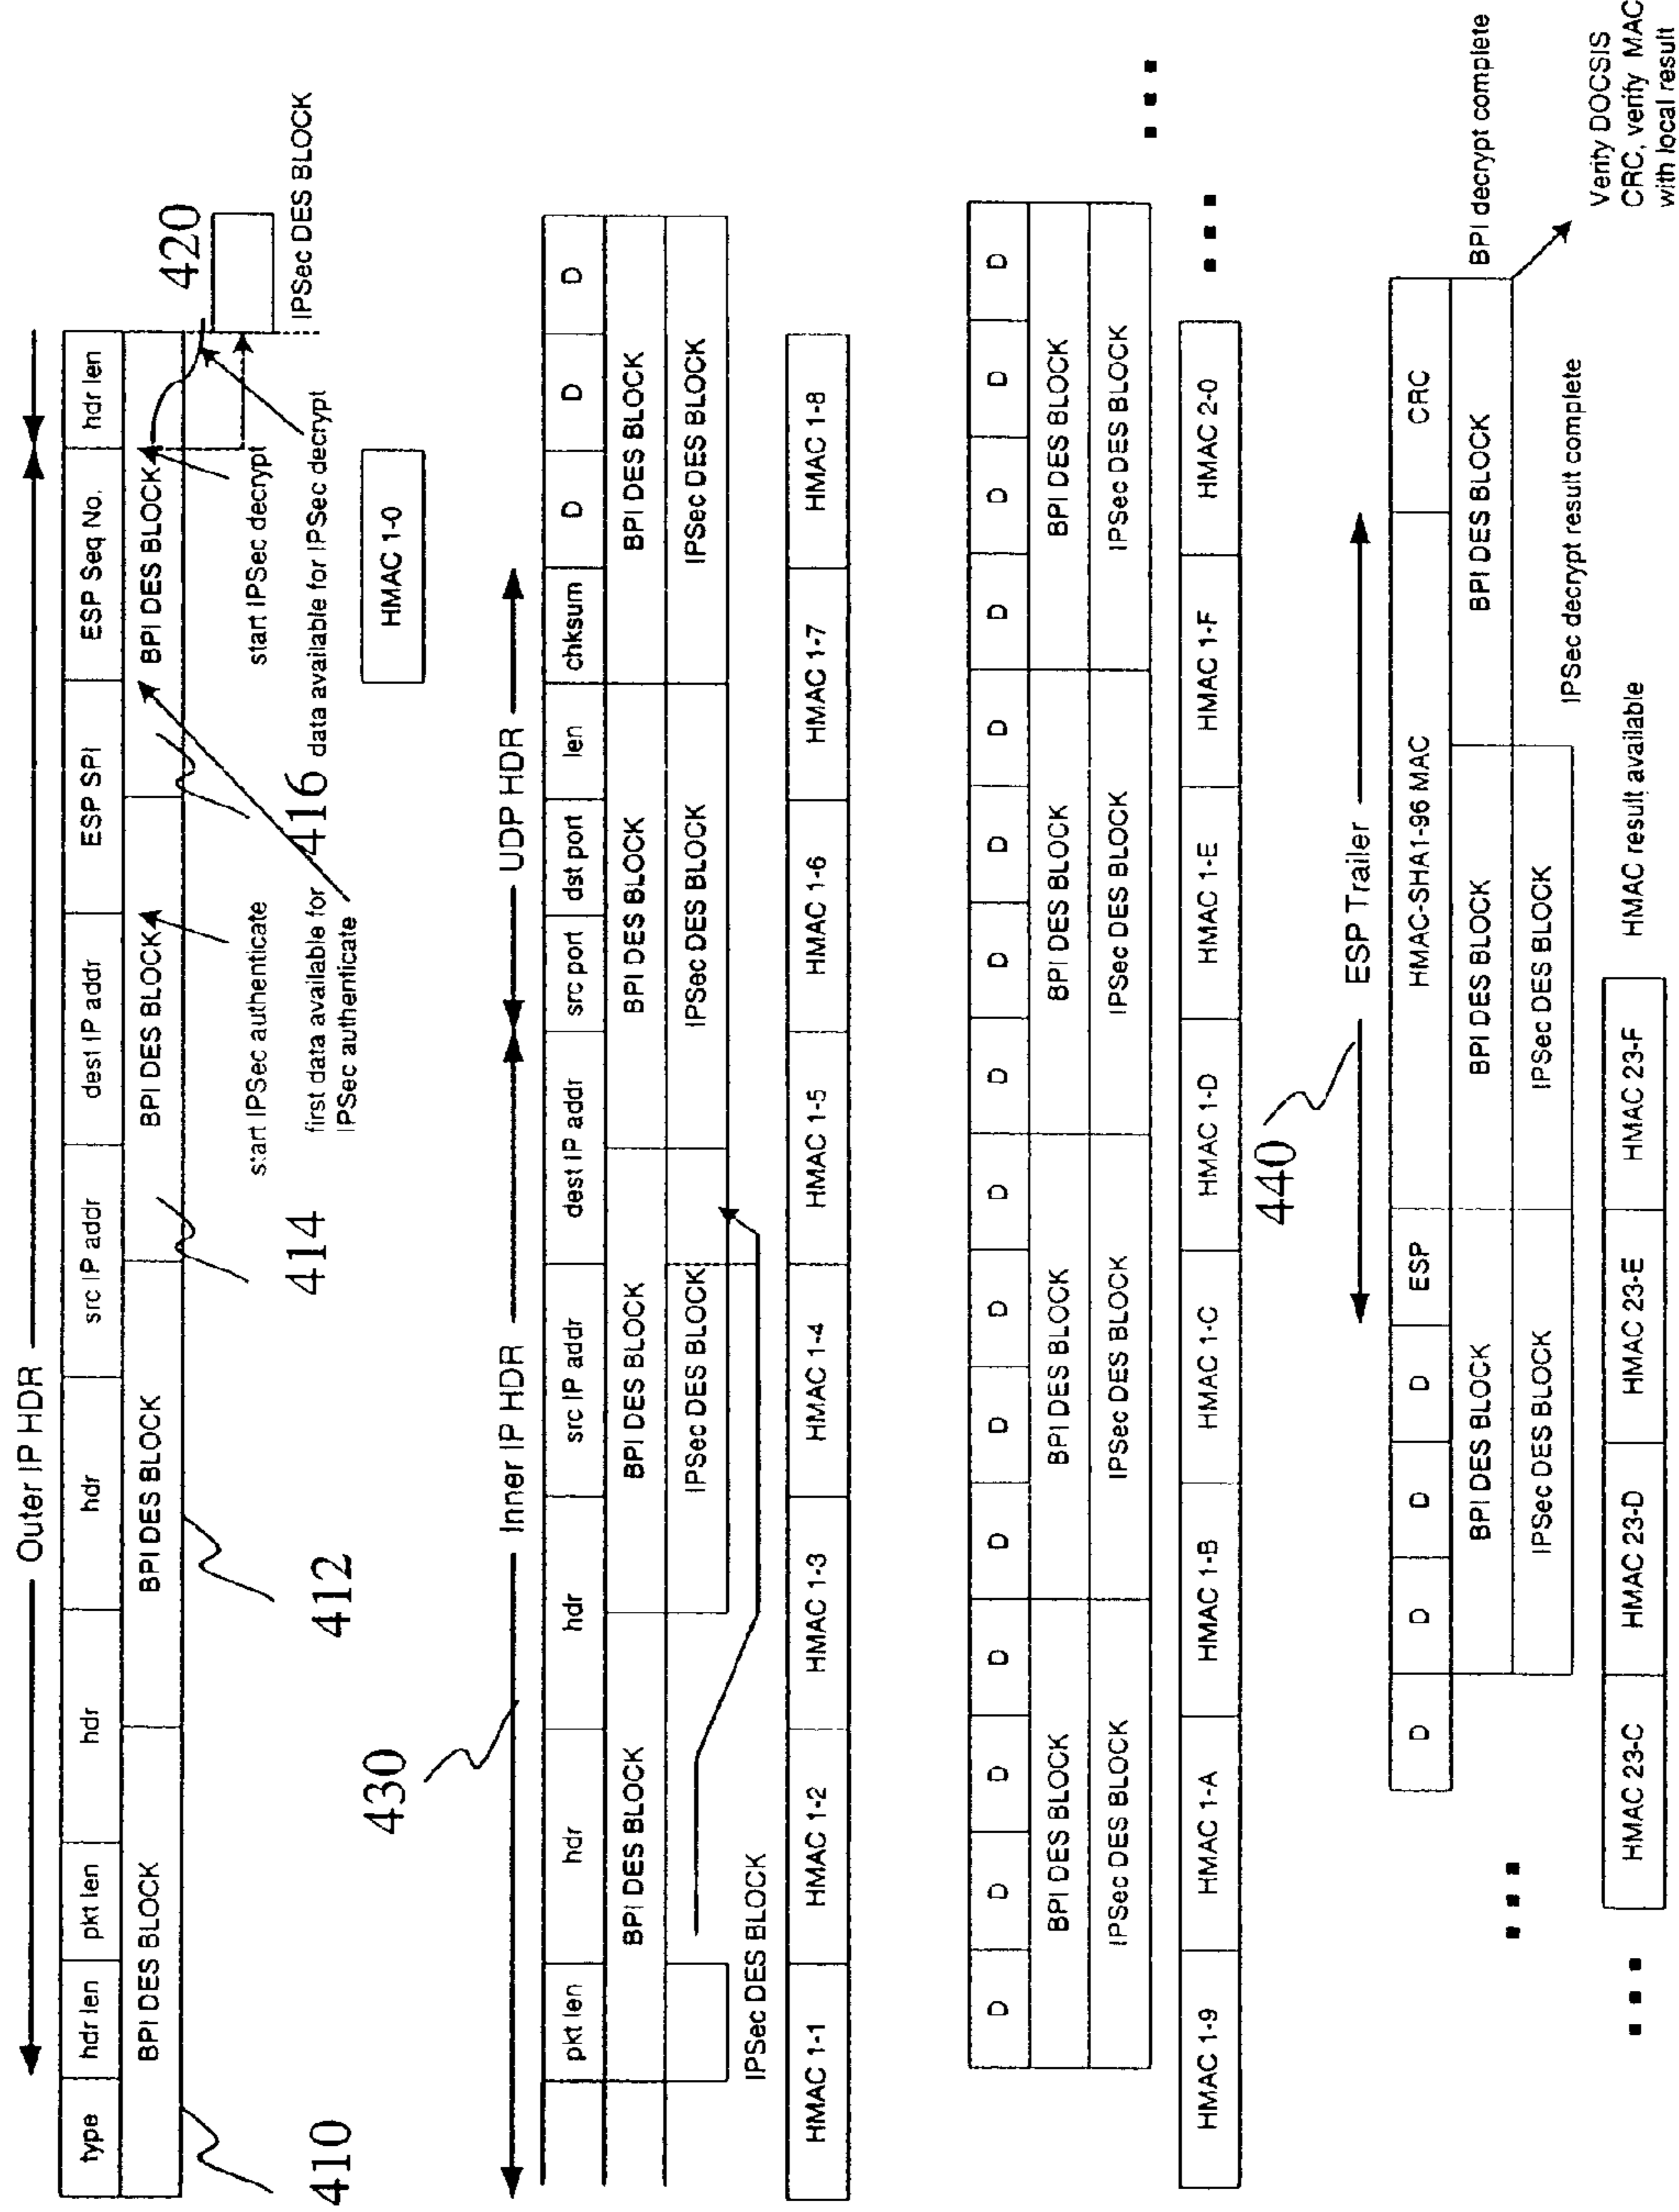 Outer IP HDR
type hdr len pkt len hdr hdr src IP addr dest IP addr ESP SPI ESP Seq No. hdr len
BPI DES BLOCK BPI DES BLOCK BPI DES BLOCK BPI DES BLOCK
410 412 414 416 420
start IPSec authenticate
first data available for
IPSec authenticate
start IPSec decrypt
data available for IPSec decrypt
IPSec DES BLOCK
HMAC 1-0
430
Inner IP HDR UDP HDR
pkt len hdr hdr src IP addr dest IP addr src port dst port len chksum D D D
BPI DES BLOCK BPI DES BLOCK BPI DES BLOCK BPI DES BLOCK
IPSec DES BLOCK IPSec DES BLOCK IPSec DES BLOCK
IPSec DES BLOCK
HMAC 1-1 HMAC 1-2 HMAC 1-3 HMAC 1-4 HMAC 1-5 HMAC 1-6 HMAC 1-7 HMAC 1-8
D D D D D D D D D D D D D D D D
BPI DES BLOCK BPI DES BLOCK BPI DES BLOCK BPI DES BLOCK
IPSec DES BLOCK IPSec DES BLOCK IPSec DES BLOCK IPSec DES BLOCK
HMAC 1-9 HMAC 1-A HMAC 1-B HMAC 1-C HMAC 1-D HMAC 1-E HMAC 1-F HMAC 2-0
440
ESP Trailer
D D D D ESP HMAC-SHA1-96 MAC CRC
BPI DES BLOCK BPI DES BLOCK BPI DES BLOCK BPI decrypt complete
IPSec DES BLOCK IPSec DES BLOCK
IPSec decrypt result complete
HMAC 23-C HMAC 23-D HMAC 23-E HMAC 23-F HMAC result available
Verify DOCSIS
CRC, verify MAC
with local result